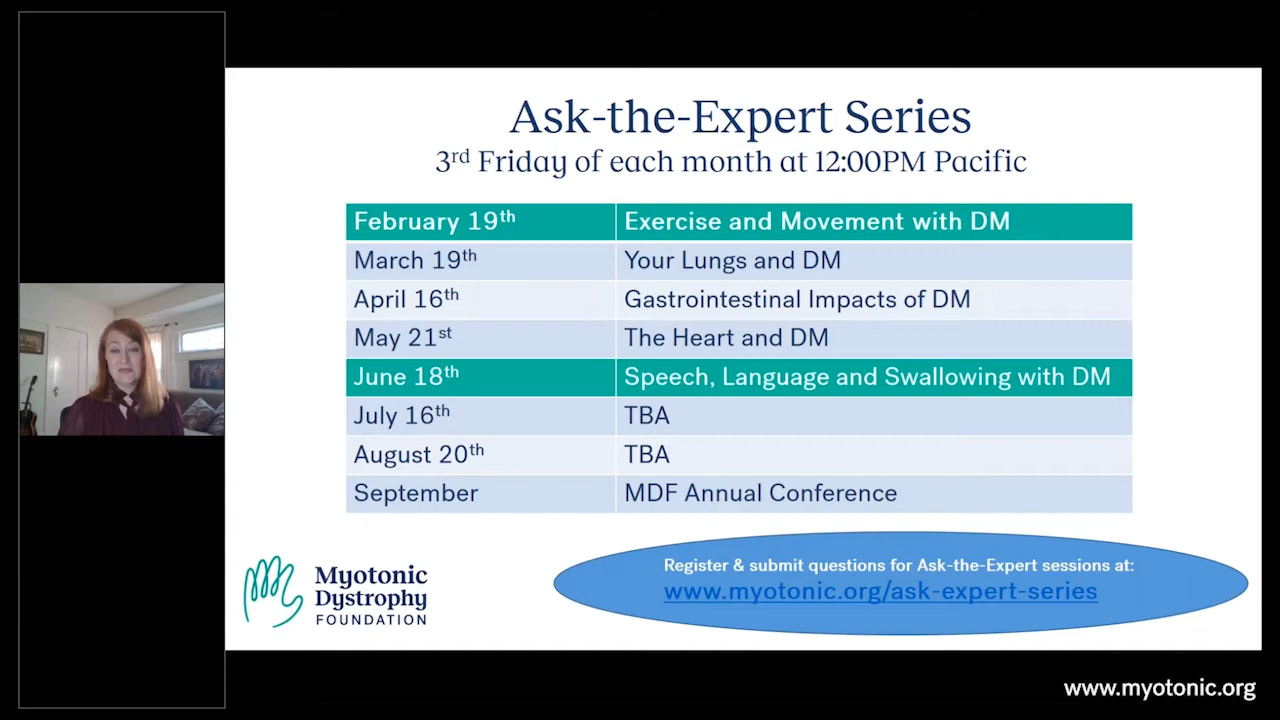 Ask-the-Expert Series
3rd Friday of each month at 12:00PM Pacific
February 19th Exercise and Movement with DM
March 19th Your Lungs and DM
April 16th Gastrointestinal Impacts of DM
May 21st The Heart and DM
June 18th Speech, Language and Swallowing with DM
July 16th TBA
August 20th TBA
September MDF Annual Conference
Register & submit questions for Ask-the-Expert sessions at:
www.myotonic.org/ask-expert-series
Myotonic
Dystrophy
FOUNDATION
www.myotonic.org